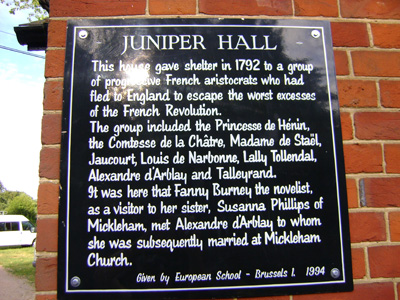 JUNIPER HALL
This house gave shelter in 1792 to a group
of progressive French aristocrats who had
fled to England to escape the worst excesses
of the French Revolution.
The group included the Princesse de Hénin,
the Comtesse de la Châtre, Madame de Staël,
Jaucourt, Louis de Narbonne, Lally Tollendal,
Alexandre d'Arblay and Talleyrand.
It was here that Fanny Burney the novelist,
as a visitor to her sister, Susanna Phillips of
Mickleham, met Alexandre d'Arblay to whom
she was subsequently married at Mickleham
Church.
Given by European School - Brussels 1. 1994